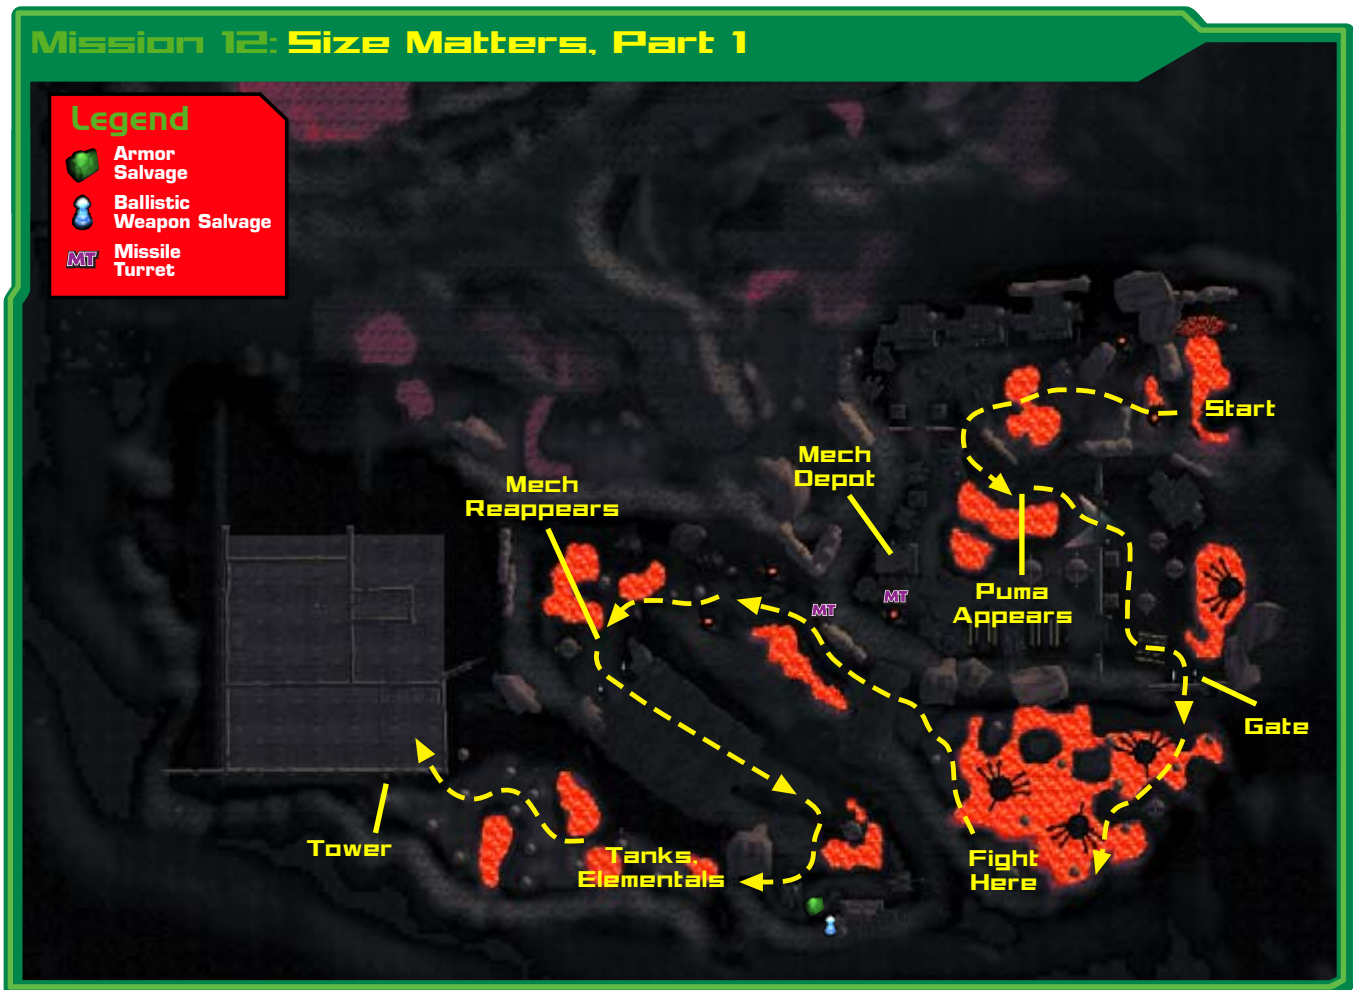 Mission 12: Size Matters, Part 1
Legend
Armor
Salvage
Ballistic
Weapon Salvage
MT
Missile
Turret
Start
Mech
Depot
Mech
Reappears
MT
MT
Puma
Appears
Gate
Tower
Tanks,
Elementals
Fight
Here